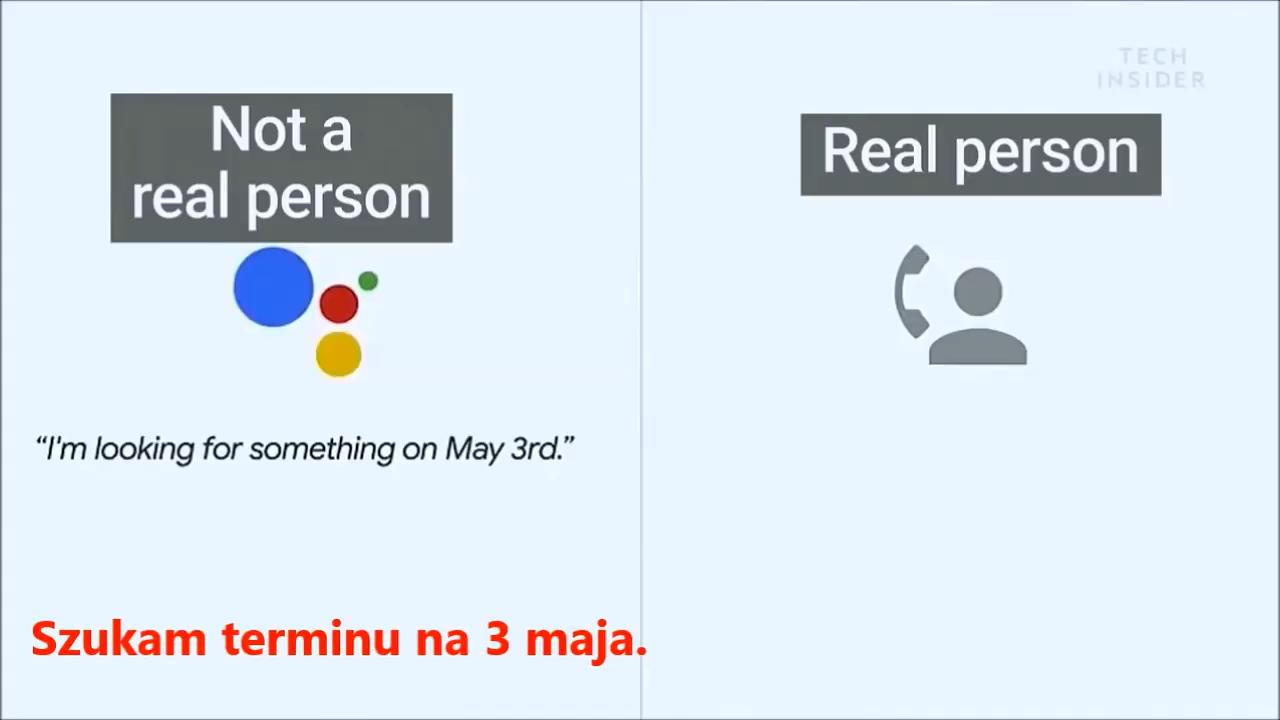 TECH
INSIDER
Not a
real person
Real person
“I'm looking for something on May 3rd.”
Szukam terminu na 3 maja.